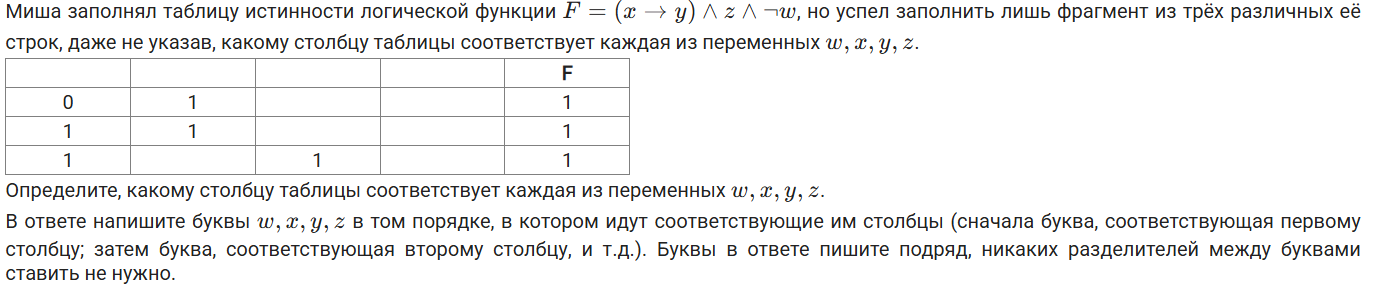 Миша заполнял таблицу истинности логической функции F = (x → y) ∧ z ∧ ¬w, но успел заполнить лишь фрагмент из трёх различных её
строк, даже не указав, какому столбцу таблицы соответствует каждая из переменных w, x, y, z.
F
0 1 1
1 1 1
1 1 1
Определите, какому столбцу таблицы соответствует каждая из переменных w, x, y, z.
В ответе напишите буквы w, x, y, z в том порядке, в котором идут соответствующие им столбцы (сначала буква, соответствующая первому
столбцу; затем буква, соответствующая второму столбцу, и т.д.). Буквы в ответе пишите подряд, никаких разделителей между буквами
ставить не нужно.